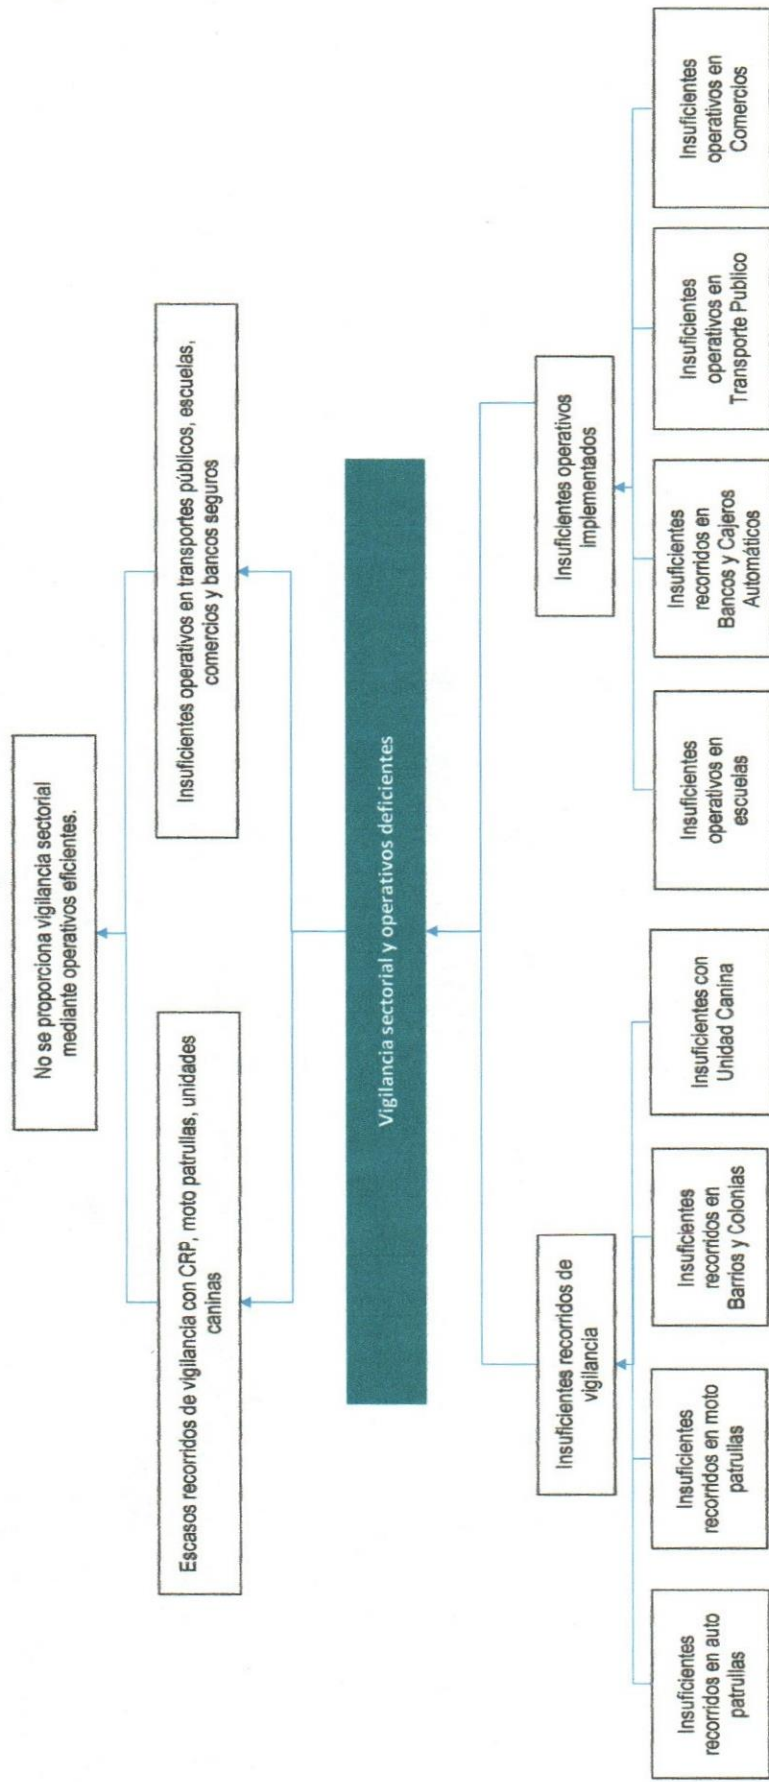 No se proporciona vigilancia sectorial
mediante operativos eficientes.
Escasos recorridos de vigilancia con CRP, moto patrullas, unidades
caninas
Insuficientes operativos en transportes públicos, escuelas,
comercios y bancos seguros
Vigilancia sectorial y operativos deficientes
Insuficientes recorridos de
vigilancia
Insuficientes operativos
implementados
Insuficientes
recorridos en auto
patrullas
Insuficientes
recorridos en moto
patrullas
Insuficientes
recorridos en
Barrios y Colonias
Insuficientes con
Unidad Canina
Insuficientes
operativos en
escuelas
Insuficientes
recorridos en
Bancos y Cajeros
Automáticos
Insuficientes
operativos en
Transporte Publico
Insuficientes
operativos en
Comercios